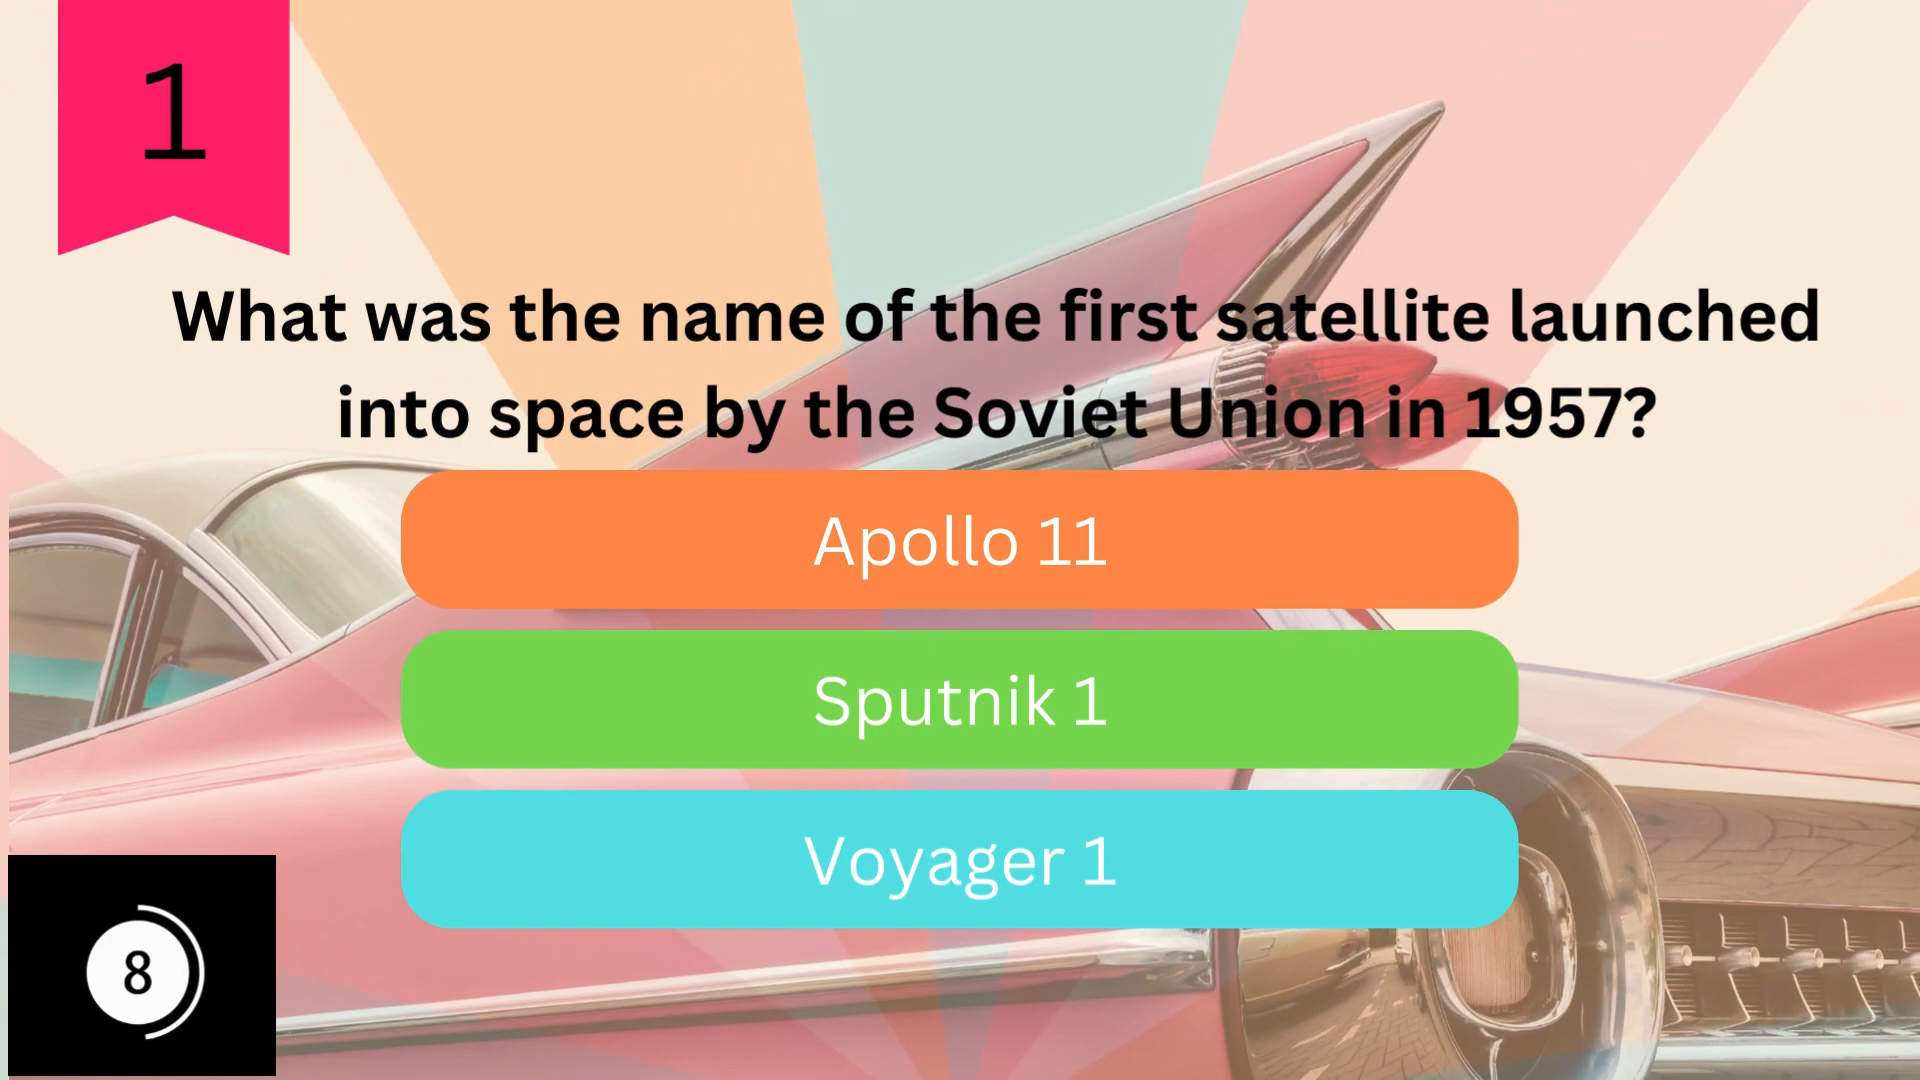 1
What was the name of the first satellite launched
into space by the Soviet Union in 1957?
Apollo 11
Sputnik 1
Voyager 1
8